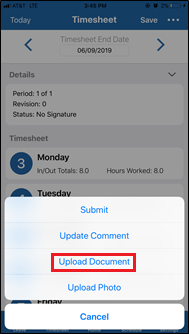 3:45 PM
Today Timesheet Save
Timesheet End Date
06/09/2019
Details
Period: 1 of 1
Revision: 0
Status: No Signature
Timesheet
3 Monday
In/Out Totals: 8.0 Hours Worked: 8.0
4 Tuesday
Submit
Update Comment
Upload Document
Upload Photo
Friday
Cancel